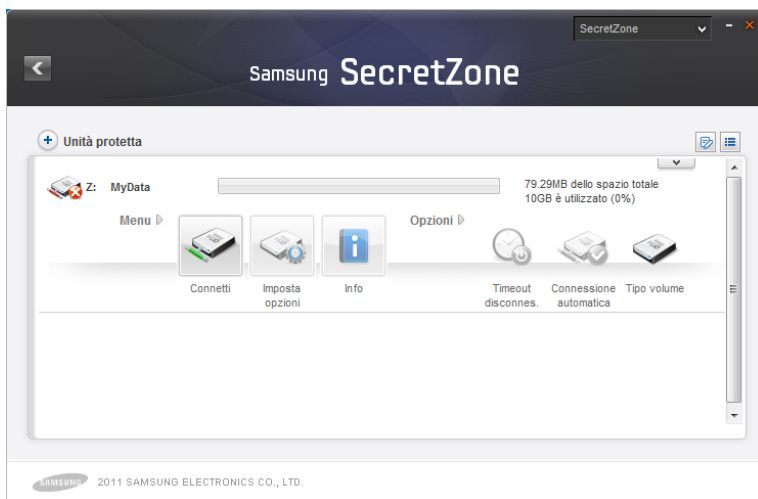 SecretZone
Samsung SecretZone
Unità protetta
Z: MyData
79.29MB dello spazio totale
10GB è utilizzato (0%)
Menu
Opzioni
Connetti
Imposta
opzioni
Info
Timeout
disconnes.
Connessione
automatica
Tipo volume
SAMSUNG 2011 SAMSUNG ELECTRONICS CO., LTD.